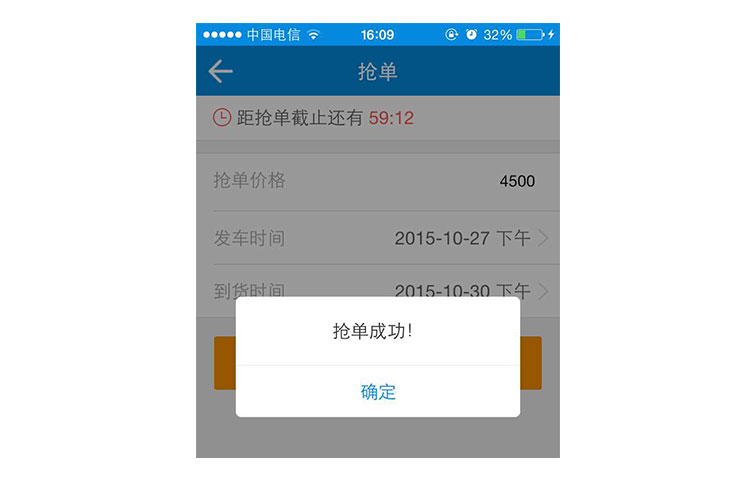 中国电信 16:09 32%
抢单
距抢单截止还有 59:12
抢单价格 4500
发车时间 2015-10-27 下午
到货时间 2015-10-30 下午
抢单成功!
确定